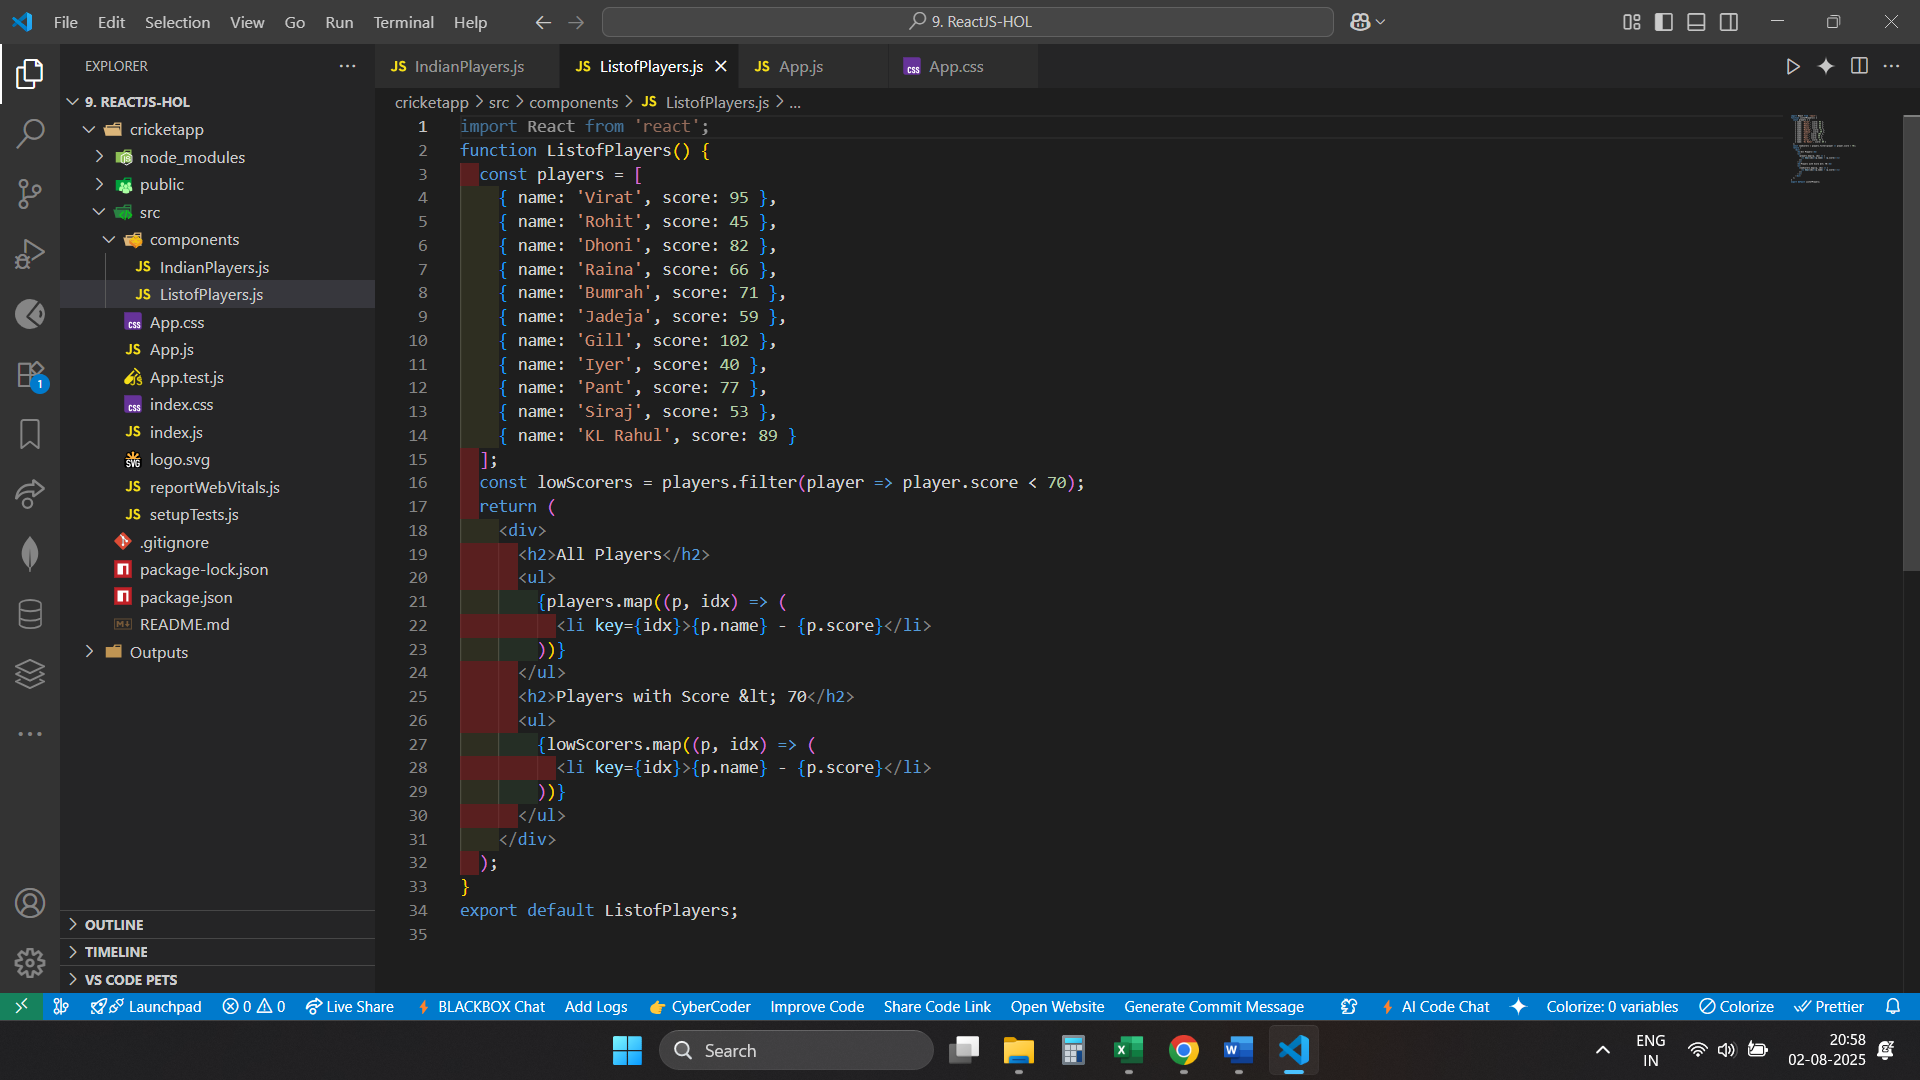 File Edit Selection View Go Run Terminal Help
9. ReactJS-HOL
EXPLORER
9. REACTJS-HOL
cricketapp
node_modules
public
src
components
JS IndianPlayers.js
JS ListofPlayers.js
css App.css
JS App.js
App.test.js
css index.css
JS index.js
SVG logo.svg
JS reportWebVitals.js
JS setupTests.js
.gitignore
package-lock.json
package.json
README.md
Outputs
OUTLINE
TIMELINE
VS CODE PETS
1
JS IndianPlayers.js
JS ListofPlayers.js
JS App.js
css App.css
cricketapp > src > components > JS ListofPlayers.js > ...
1 import React from 'react';
2 function ListofPlayers() {
3 const players = [
4 { name: 'Virat', score: 95 },
5 { name: 'Rohit', score: 45 },
6 { name: 'Dhoni', score: 82 },
7 { name: 'Raina', score: 66 },
8 { name: 'Bumrah', score: 71 },
9 { name: 'Jadeja', score: 59 },
10 { name: 'Gill', score: 102 },
11 { name: 'Iyer', score: 40 },
12 { name: 'Pant', score: 77 },
13 { name: 'Siraj', score: 53 },
14 { name: 'KL Rahul', score: 89 }
15 ];
16 const lowScorers = players.filter(player => player.score < 70);
17 return (
18 <div>
19 <h2>All Players</h2>
20 <ul>
21 {players.map((p, idx) => (
22 <li key={idx}>{p.name} - {p.score}</li>
23 ))}
24 </ul>
25 <h2>Players with Score &lt; 70</h2>
26 <ul>
27 {lowScorers.map((p, idx) => (
28 <li key={idx}>{p.name} - {p.score}</li>
29 ))}
30 </ul>
31 </div>
32 );
33 }
34 export default ListofPlayers;
35
Launchpad 0 0 Live Share BLACKBOX Chat Add Logs CyberCoder Improve Code Share Code Link Open Website Generate Commit Message AI Code Chat Colorize: 0 variables Colorize Prettier
Search
ENG
IN
20:58
02-08-2025